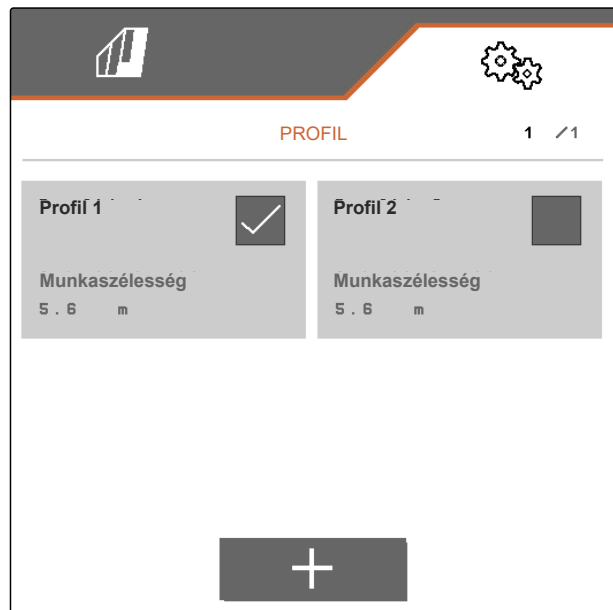 PROFIL 1 /1
Profil 1 Profil 2
Munkaszélesség Munkaszélesség
5.6 m 5.6 m
+